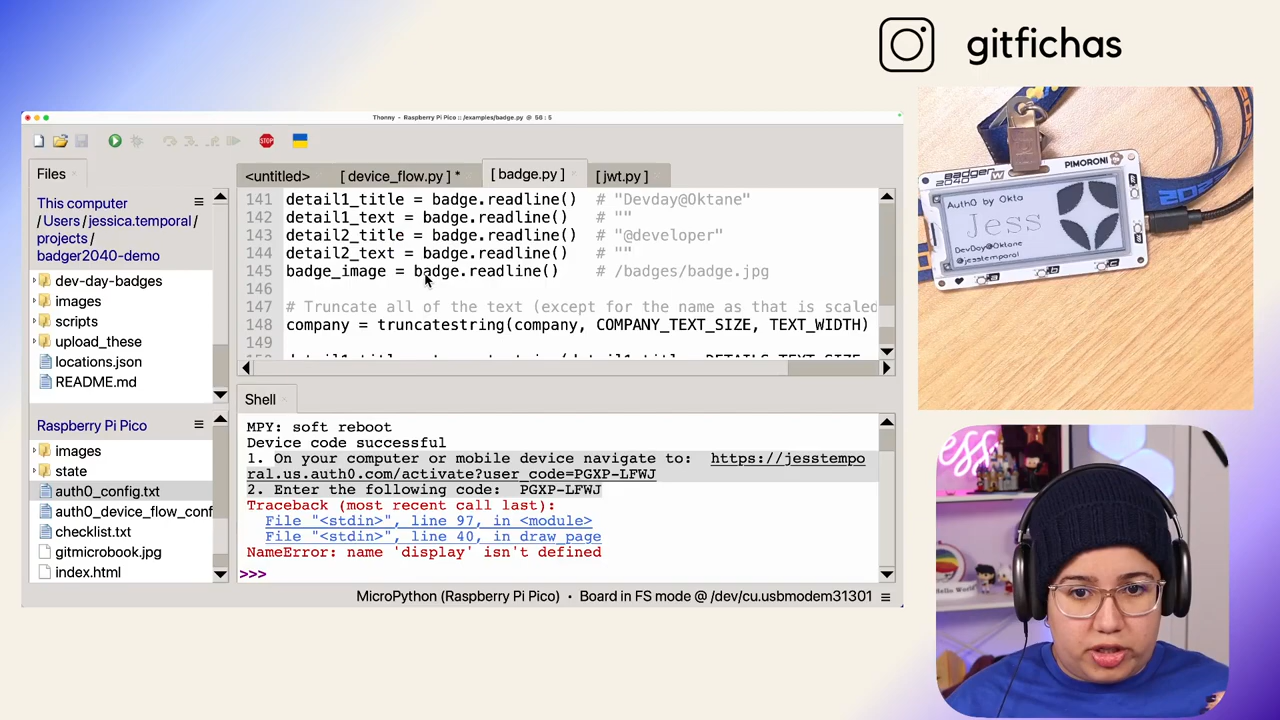 gitfichas
Thonny - Raspberry Pi Pico :: /examples/badge.py @ 56 : 5
STOP
Files
This computer
/ Users / jessica.temporal /
projects /
badger2040-demo
dev-day-badges
images
scripts
upload_these
locations.json
README.md
Raspberry Pi Pico
images
state
auth0_config.txt
auth0_device_flow_conf
checklist.txt
gitmicrobook.jpg
index.html
<untitled>
[ device_flow.py ] *
[ badge.py ]
[ jwt.py ]
141 detail1_title = badge.readline() # "Devday@Oktane"
142 detail1_text = badge.readline() # ""
143 detail2_title = badge.readline() # "@developer"
144 detail2_text = badge.readline() # ""
145 badge_image = badge.readline() # /badges/badge.jpg
146
147 # Truncate all of the text (except for the name as that is scaled
148 company = truncatestring(company, COMPANY_TEXT_SIZE, TEXT_WIDTH)
149
Shell
MPY: soft reboot
Device code successful
1. On your computer or mobile device navigate to: https://jesstempo
ral.us.auth0.com/activate?user_code=PGXP-LFWJ
2. Enter the following code: PGXP-LFWJ
Traceback (most recent call last):
File "<stdin>", line 97, in <module>
File "<stdin>", line 40, in draw_page
NameError: name 'display' isn't defined
>>>
MicroPython (Raspberry Pi Pico) • Board in FS mode @ /dev/cu.usbmodem31301
PIMORONI
badger
2040 W
Auth0 by Okta
Jess
DevDay@Oktane
@jesstemporal
a
b
c